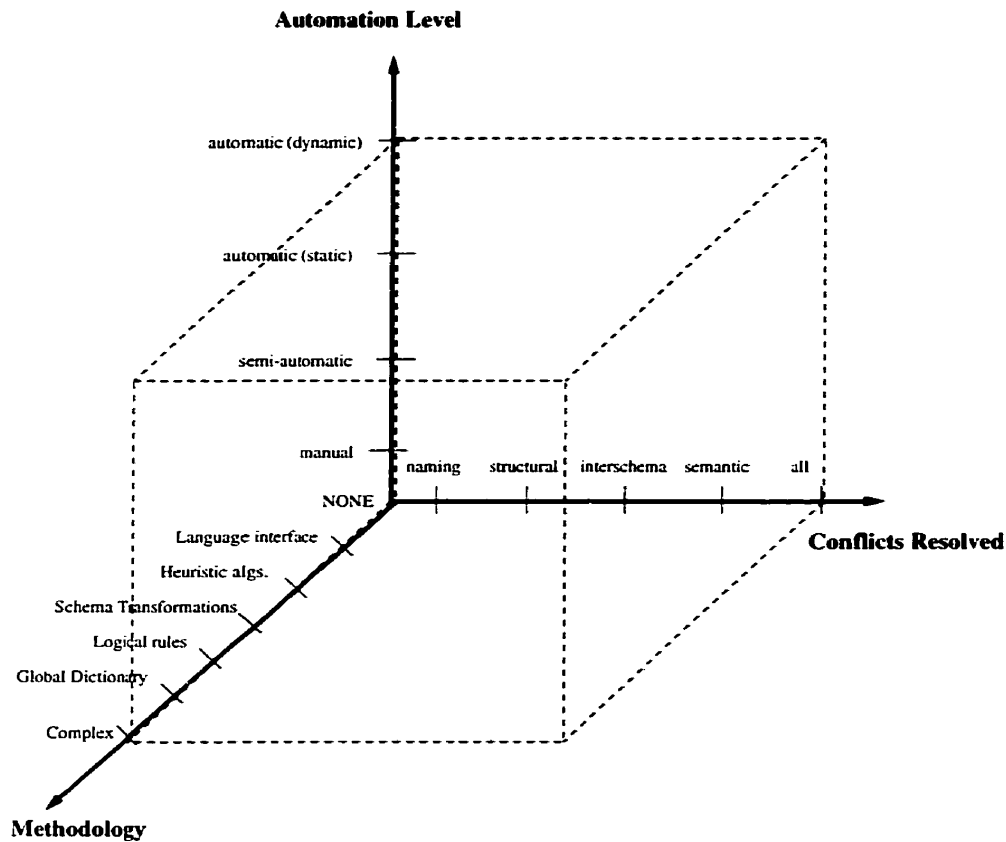 Automation Level
automatic (dynamic)
automatic (static)
semi-automatic
manual
naming structural interschema semantic all
NONE
Conflicts Resolved
Language interface
Heuristic algs.
Schema Transformations
Logical rules
Global Dictionary
Complex
Methodology